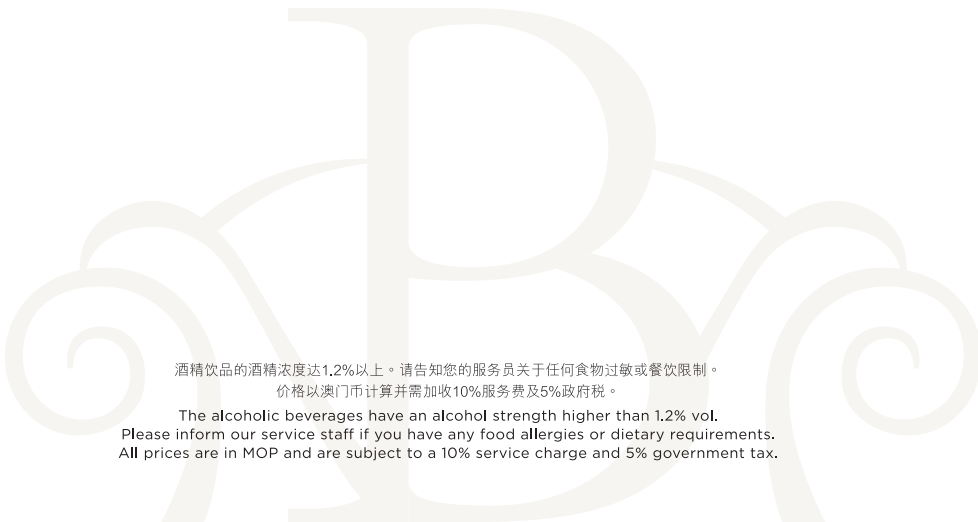 酒精饮品的酒精浓度达1.2%以上。请告知您的服务员关于任何食物过敏或餐饮限制。
价格以澳门币计算并需加收10%服务费及5%政府税。
The alcoholic beverages have an alcohol strength higher than 1.2% vol.
Please inform our service staff if you have any food allergies or dietary requirements.
All prices are in MOP and are subject to a 10% service charge and 5% government tax.